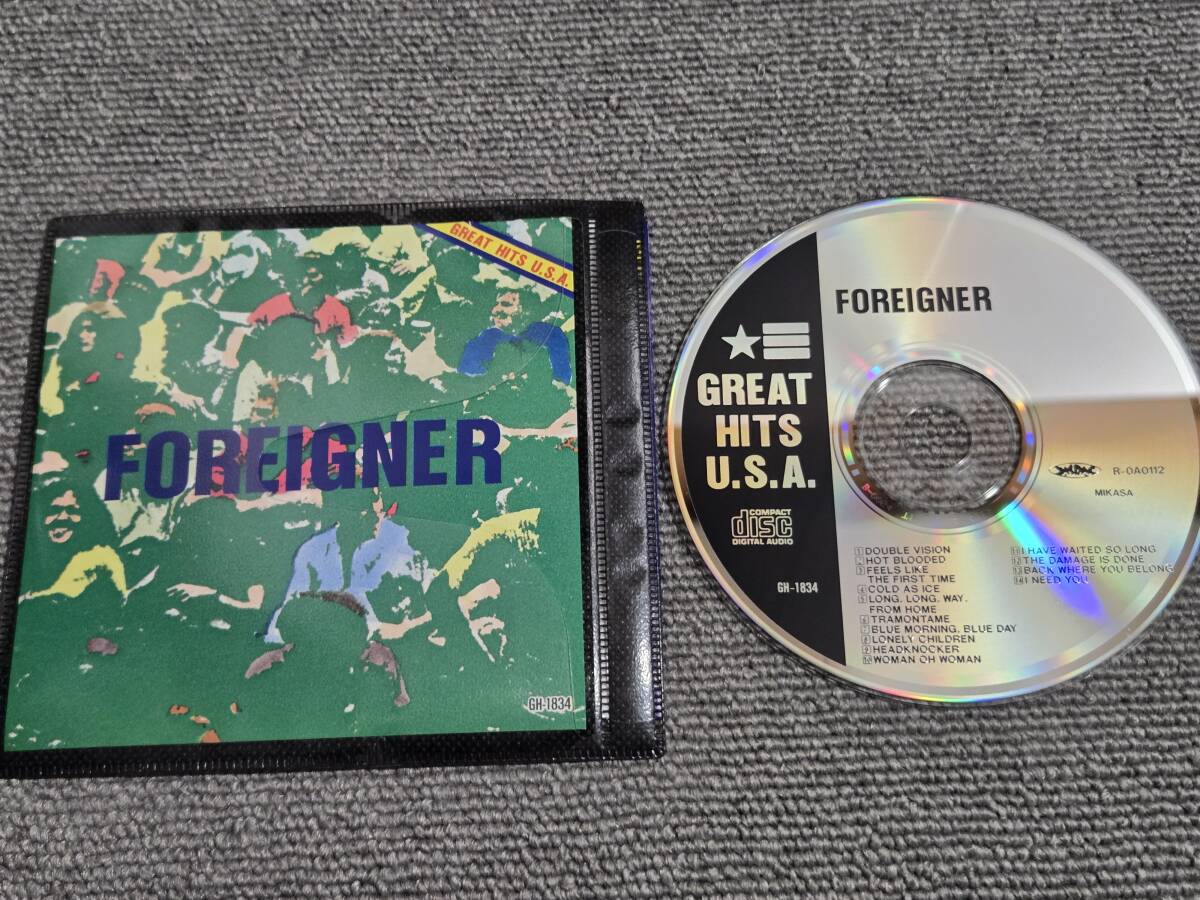 GREAT HITS U.S.A.
FOREIGNER
GH-1834
FOREIGNER
GREAT
HITS
U.S.A.
COMPACT
disc
DIGITAL AUDIO
GH-1834
R-0A0112
MIKASA
1 DOUBLE VISION
2 HOT BLOODED
3 FEELS LIKE
THE FIRST TIME
4 COLD AS ICE
5 LONG, LONG, WAY,
FROM HOME
6 TRAMONTAME
7 BLUE MORNING, BLUE DAY
8 LONELY CHILDREN
9 HEADKNOCKER
10 WOMAN OH WOMAN
11 I HAVE WAITED SO LONG
12 THE DAMAGE IS DONE
13 BACK WHERE YOU BELONG
14 I NEED YOU